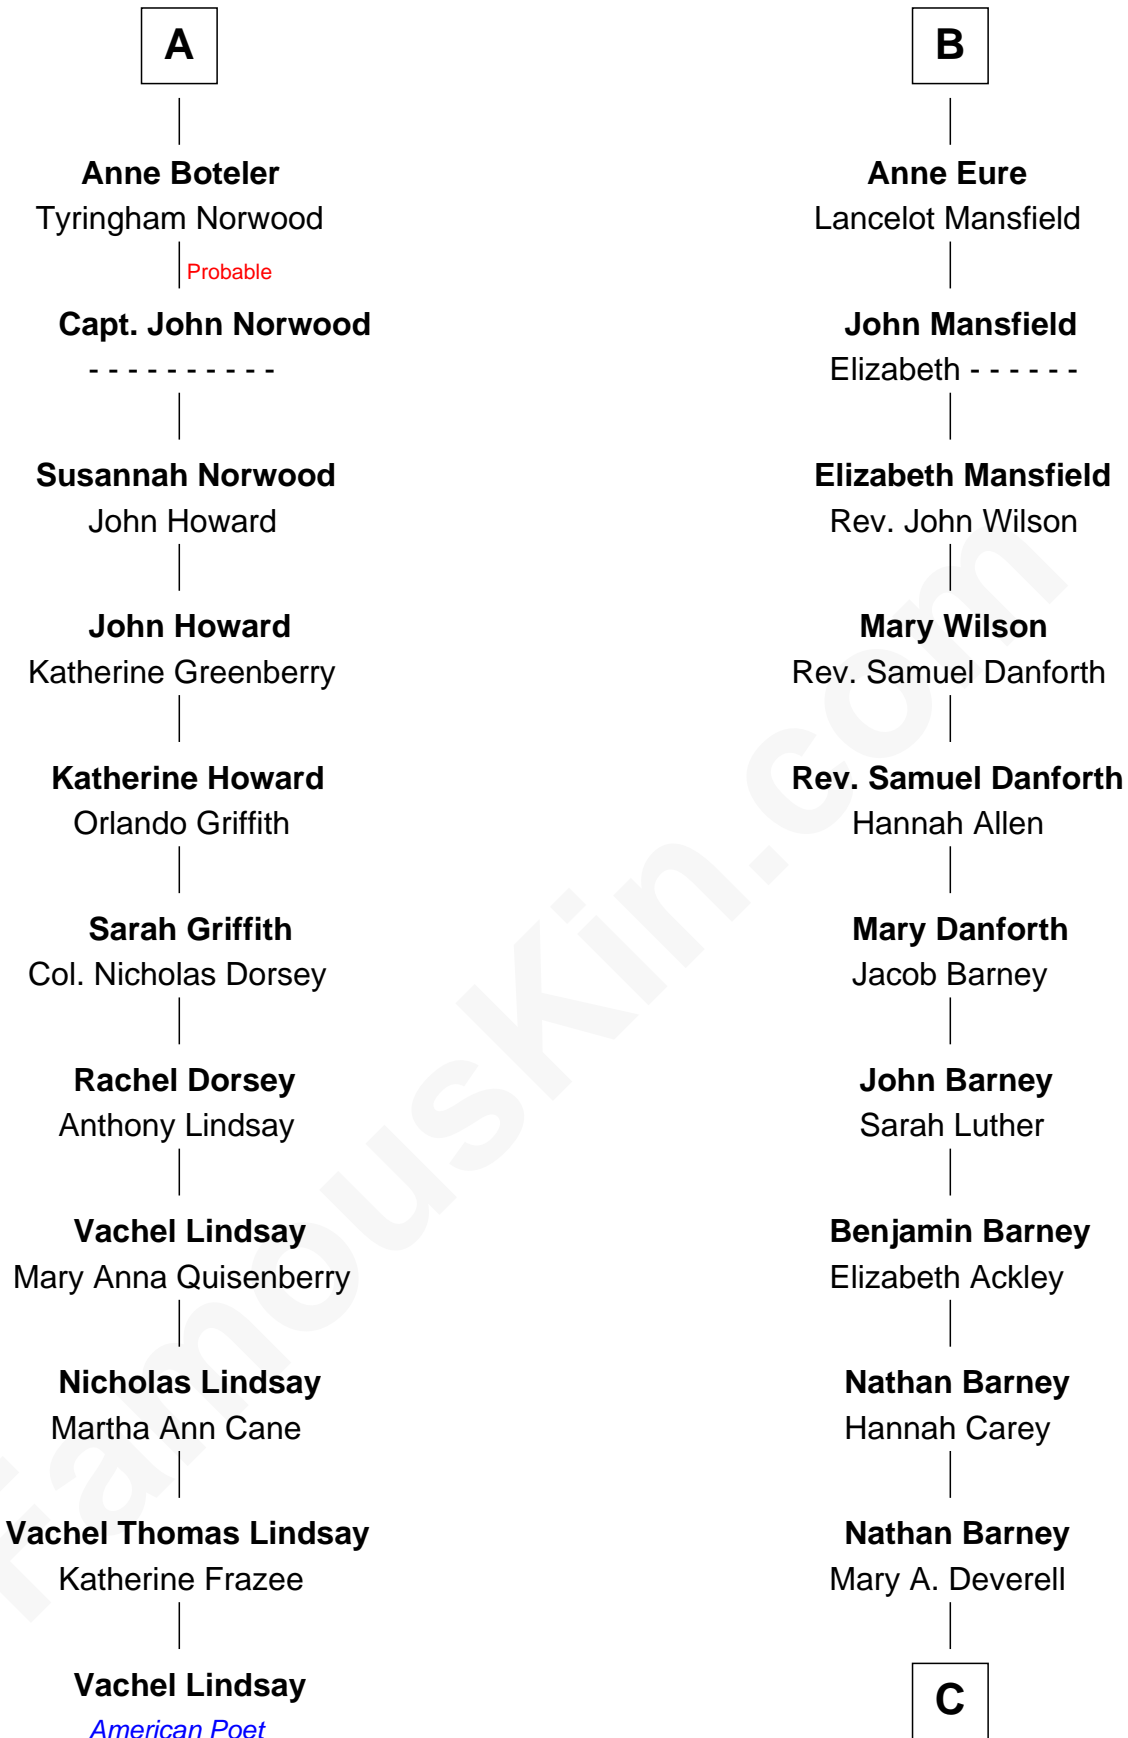 A
Anne Boteler
Tyringham Norwood
Probable
Capt. John Norwood
- - - - - - - - - -
Susannah Norwood
John Howard
John Howard
Katherine Greenberry
Katherine Howard
Orlando Griffith
Sarah Griffith
Col. Nicholas Dorsey
Rachel Dorsey
Anthony Lindsay
Vachel Lindsay
Mary Anna Quisenberry
Nicholas Lindsay
Martha Ann Cane
Vachel Thomas Lindsay
Katherine Frazee
Vachel Lindsay
American Poet
B
Anne Eure
Lancelot Mansfield
John Mansfield
Elizabeth - - - - - -
Elizabeth Mansfield
Rev. John Wilson
Mary Wilson
Rev. Samuel Danforth
Rev. Samuel Danforth
Hannah Allen
Mary Danforth
Jacob Barney
John Barney
Sarah Luther
Benjamin Barney
Elizabeth Ackley
Nathan Barney
Hannah Carey
Nathan Barney
Mary A. Deverell
C
FamousKin.com